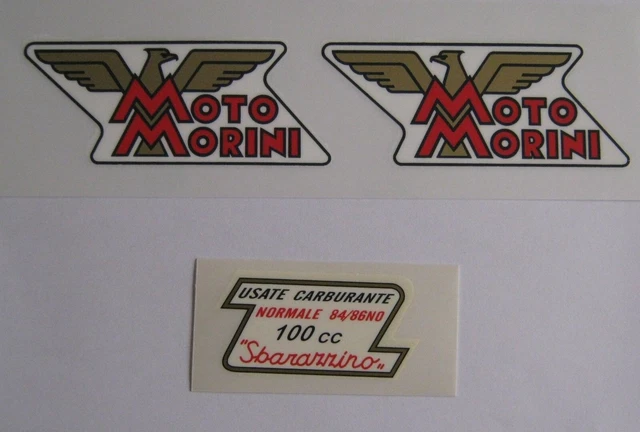 MOTO
MORINI
MOTO
MORINI
USATE CARBURANTE
NORMALE 84/86NO
100 cc
"Sbarazzino"